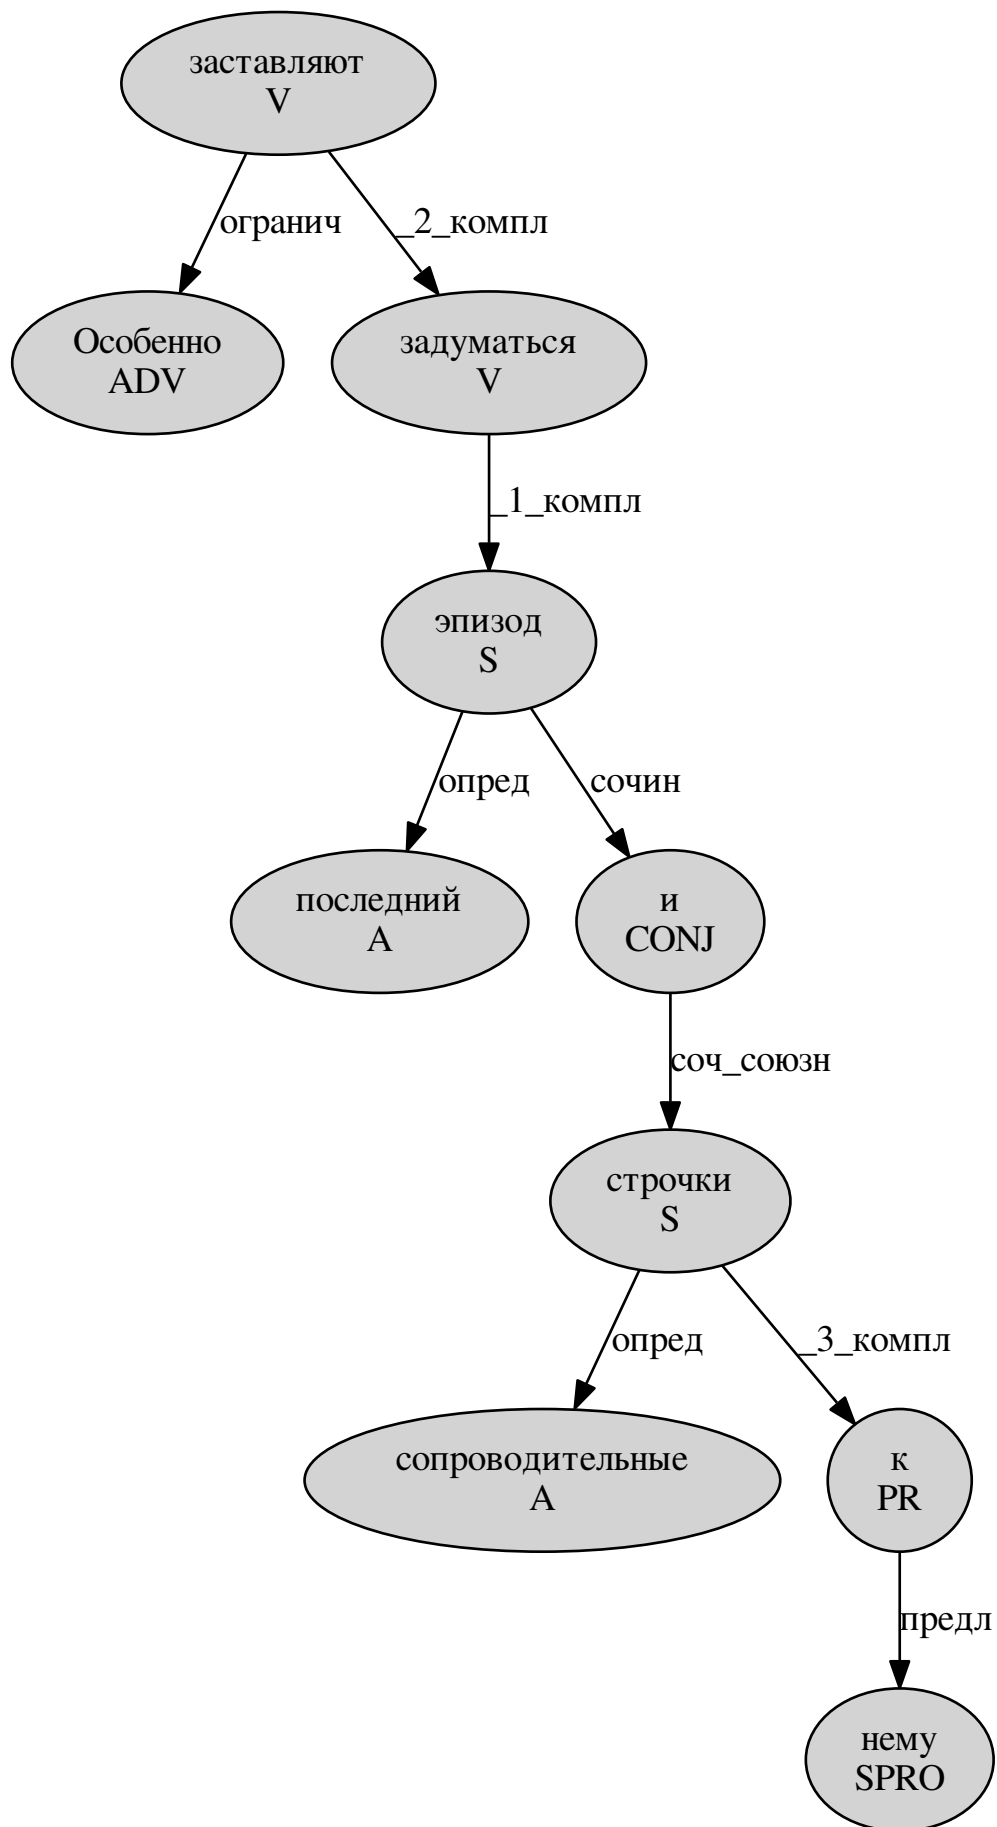 заставляют
V
огранич
_2_компл
Особенно
ADV
задуматься
V
_1_компл
эпизод
S
опред
сочин
последний
A
и
CONJ
соч_союзн
строчки
S
опред
_3_компл
сопроводительные
A
к
PR
предл
нему
SPRO